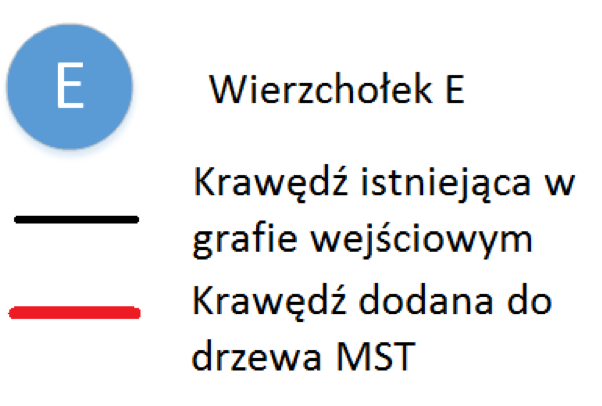 E
Wierzchołek E
Krawędź istniejąca w
grafie wejściowym
Krawędź dodana do
drzewa MST